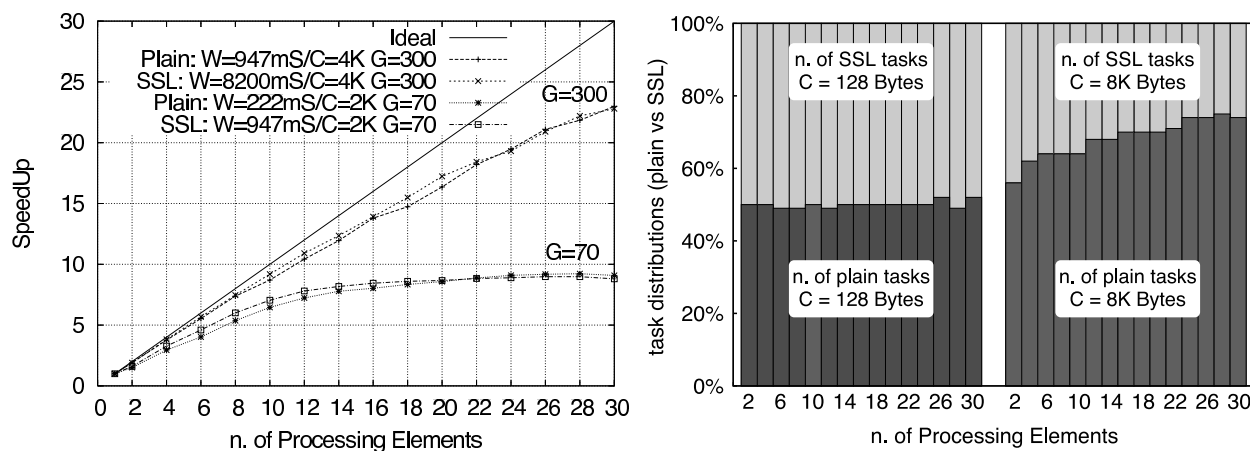 30
25
20
15
10
5
0
SpeedUp
Ideal
Plain: W=947mS/C=4K G=300
SSL: W=8200mS/C=4K G=300
Plain: W=222mS/C=2K G=70
SSL: W=947mS/C=2K G=70
G=300
G=70
0 2 4 6 8 10 12 14 16 18 20 22 24 26 28 30
n. of Processing Elements
100%
80%
60%
40%
20%
0%
task distributions (plain vs SSL)
n. of SSL tasks
C = 128 Bytes
n. of plain tasks
C = 128 Bytes
n. of SSL tasks
C = 8K Bytes
n. of plain tasks
C = 8K Bytes
2 6 10 14 18 22 26 30 2 6 10 14 18 22 26 30
n. of Processing Elements